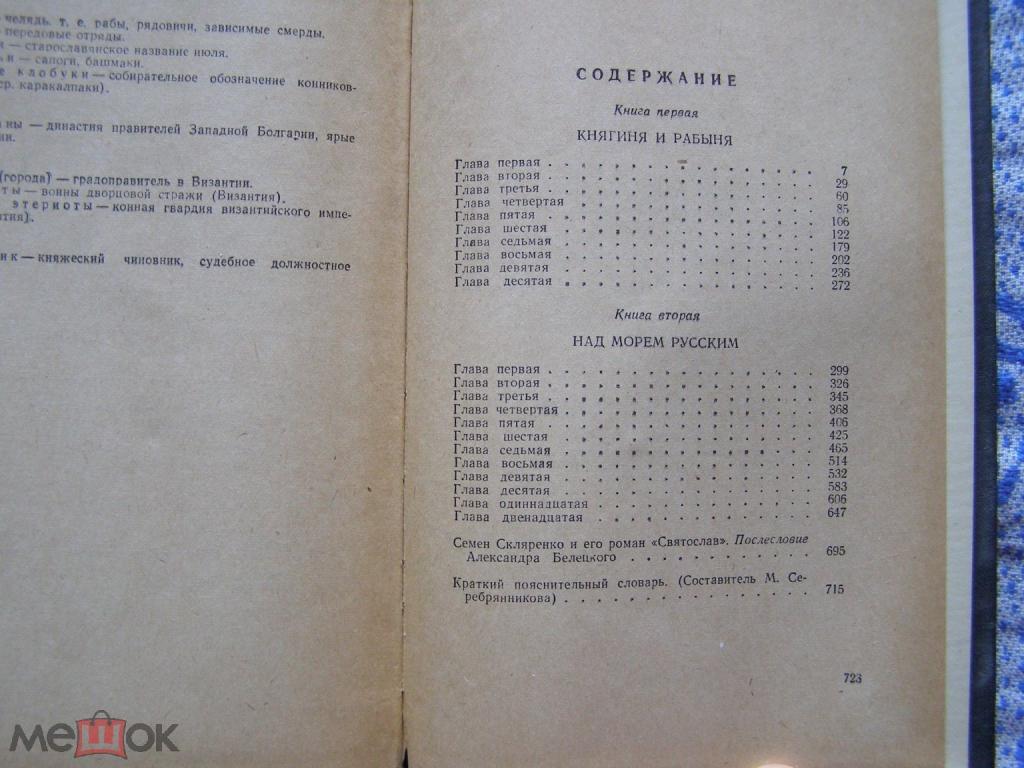 челядь. т. е. рабы, рядовичи, зависимые смерды,
передовые отряды.
— старославянское название июля.
и — сапоги, башмаки.
е клобуки — собирательное обозначение конников-
ср. каракалпаки).
ны — династия правителей Западной Болгарии, ярые
ии.
(города) — градоправитель в Византии.
ты — воины дворцовой стражи (Византия).
этериоты — конная гвардия византийского импе-
нтия).
ик — княжеский чиновник, судебное должностное
СОДЕРЖАНИЕ
Книга первая
КНЯГИНЯ И РАБЫНЯ
Глава первая . . . . . . . . . . . . . 7
Глава вторая . . . . . . . . . . . . . 29
Глава третья . . . . . . . . . . . . . 60
Глава четвертая . . . . . . . . . . . . 85
Глава пятая . . . . . . . . . . . . . 106
Глава шестая . . . . . . . . . . . . . 122
Глава седьмая . . . . . . . . . . . . 179
Глава восьмая . . . . . . . . . . . . 202
Глава девятая . . . . . . . . . . . . 236
Глава десятая . . . . . . . . . . . . 272
Книга вторая
НАД МОРЕМ РУССКИМ
Глава первая . . . . . . . . . . . . . 299
Глава вторая . . . . . . . . . . . . . 326
Глава третья . . . . . . . . . . . . . 345
Глава четвертая . . . . . . . . . . . . 368
Глава пятая . . . . . . . . . . . . . 406
Глава шестая . . . . . . . . . . . . . 425
Глава седьмая . . . . . . . . . . . . 465
Глава восьмая . . . . . . . . . . . . 514
Глава девятая . . . . . . . . . . . . 532
Глава десятая . . . . . . . . . . . . 583
Глава одиннадцатая . . . . . . . . . . 606
Глава двенадцатая . . . . . . . . . . 647
Семен Скляренко и его роман «Святослав». Послесловие
Александра Белецкого . . . . . . . . . 695
Краткий пояснительный словарь. (Составитель М. Се-
ребрянникова) . . . . . . . . . . . . 715
723
мешок